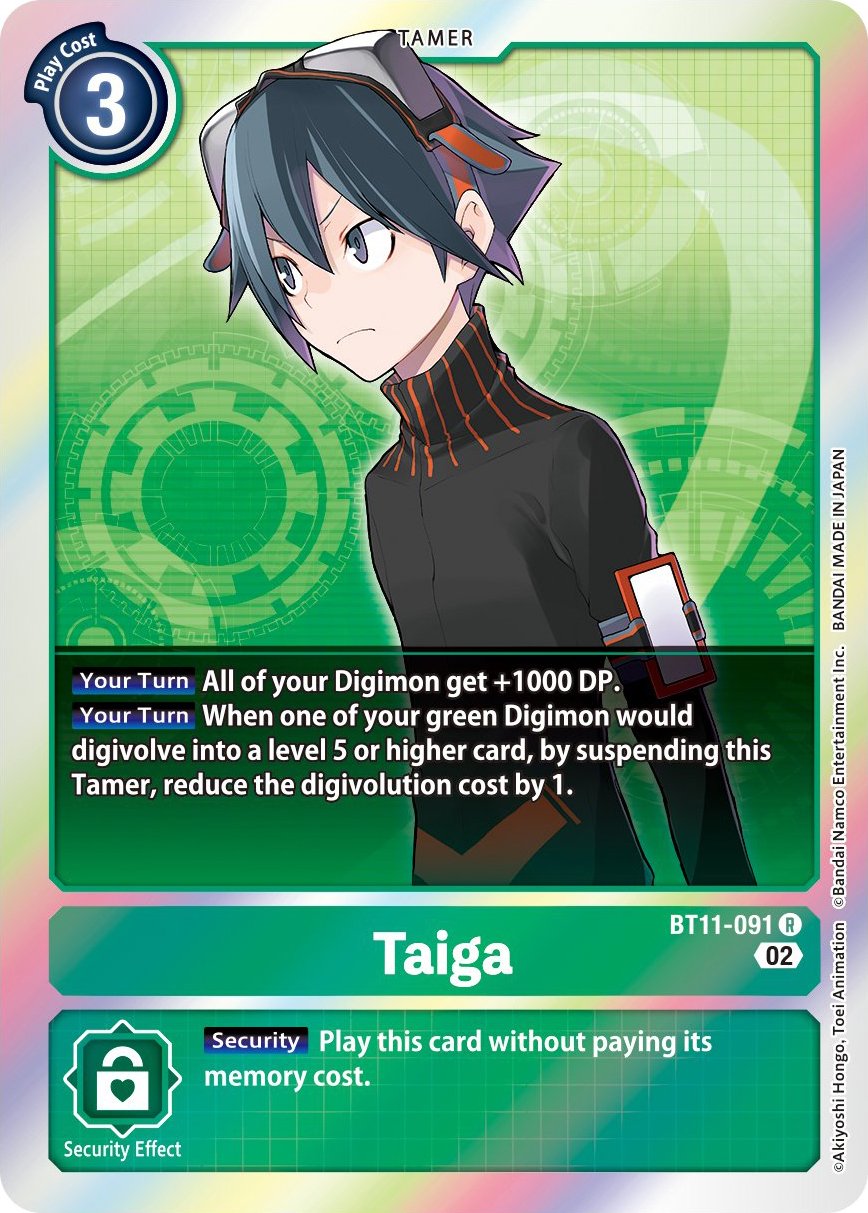 TAMER
Play Cost
3
Your Turn All of your Digimon get +1000 DP.
Your Turn When one of your green Digimon would
digivolve into a level 5 or higher card, by suspending this
Tamer, reduce the digivolution cost by 1.
BT11-091 R
Taiga
02
Security Play this card without paying its
memory cost.
Security Effect
©Akiyoshi Hongo, Toei Animation ©Bandai Namco Entertainment Inc. BANDAI MADE IN JAPAN